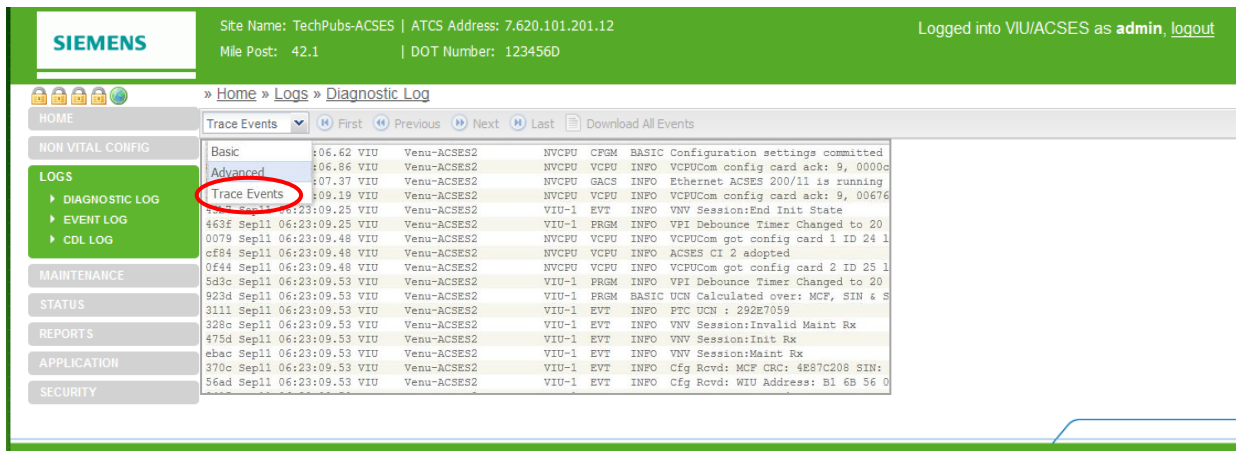 SIEMENS
Site Name: TechPubs-ACSES | ATCS Address: 7.620.101.201.12
Mile Post: 42.1 | DOT Number: 123456D
Logged into VIU/ACSES as admin, logout
» Home » Logs » Diagnostic Log
HOME
NON VITAL CONFIG
LOGS
DIAGNOSTIC LOG
EVENT LOG
CDL LOG
MAINTENANCE
STATUS
REPORTS
APPLICATION
SECURITY
Trace Events First Previous Next Last Download All Events
Basic
Advanced
Trace Events
:06.62 VIU Venu-ACSES2 NVCPU CFGM BASIC Configuration settings committed
:06.86 VIU Venu-ACSES2 NVCPU VCPU INFO VCPUCom config card ack: 9, 0000c
:07.37 VIU Venu-ACSES2 NVCPU GACS INFO Ethernet ACSES 200/11 is running
:09.19 VIU Venu-ACSES2 NVCPU VCPU INFO VCPUCom config card ack: 9, 00676
Sep11 06:23:09.25 VIU Venu-ACSES2 VIU-1 EVT INFO VNV Session:End Init State
463f Sep11 06:23:09.25 VIU Venu-ACSES2 VIU-1 PRGM INFO VPI Debounce Timer Changed to 20
0079 Sep11 06:23:09.48 VIU Venu-ACSES2 NVCPU VCPU INFO VCPUCom got config card 1 ID 24 1
cf84 Sep11 06:23:09.48 VIU Venu-ACSES2 NVCPU VCPU INFO ACSES CI 2 adopted
0f44 Sep11 06:23:09.48 VIU Venu-ACSES2 NVCPU VCPU INFO VCPUCom got config card 2 ID 25 1
5d3c Sep11 06:23:09.53 VIU Venu-ACSES2 VIU-1 PRGM INFO VPI Debounce Timer Changed to 20
923d Sep11 06:23:09.53 VIU Venu-ACSES2 VIU-1 PRGM BASIC UCN Calculated over: MCF, SIN & S
3111 Sep11 06:23:09.53 VIU Venu-ACSES2 VIU-1 EVT INFO PTC UCN : 292E7059
328c Sep11 06:23:09.53 VIU Venu-ACSES2 VIU-1 EVT INFO VNV Session:Invalid Maint Rx
475d Sep11 06:23:09.53 VIU Venu-ACSES2 VIU-1 EVT INFO VNV Session:Init Rx
ebac Sep11 06:23:09.53 VIU Venu-ACSES2 VIU-1 EVT INFO VNV Session:Maint Rx
370c Sep11 06:23:09.53 VIU Venu-ACSES2 VIU-1 EVT INFO Cfg Rcvd: MCF CRC: 4E87C208 SIN:
56ad Sep11 06:23:09.53 VIU Venu-ACSES2 VIU-1 EVT INFO Cfg Rcvd: WIU Address: B1 6B 56 0